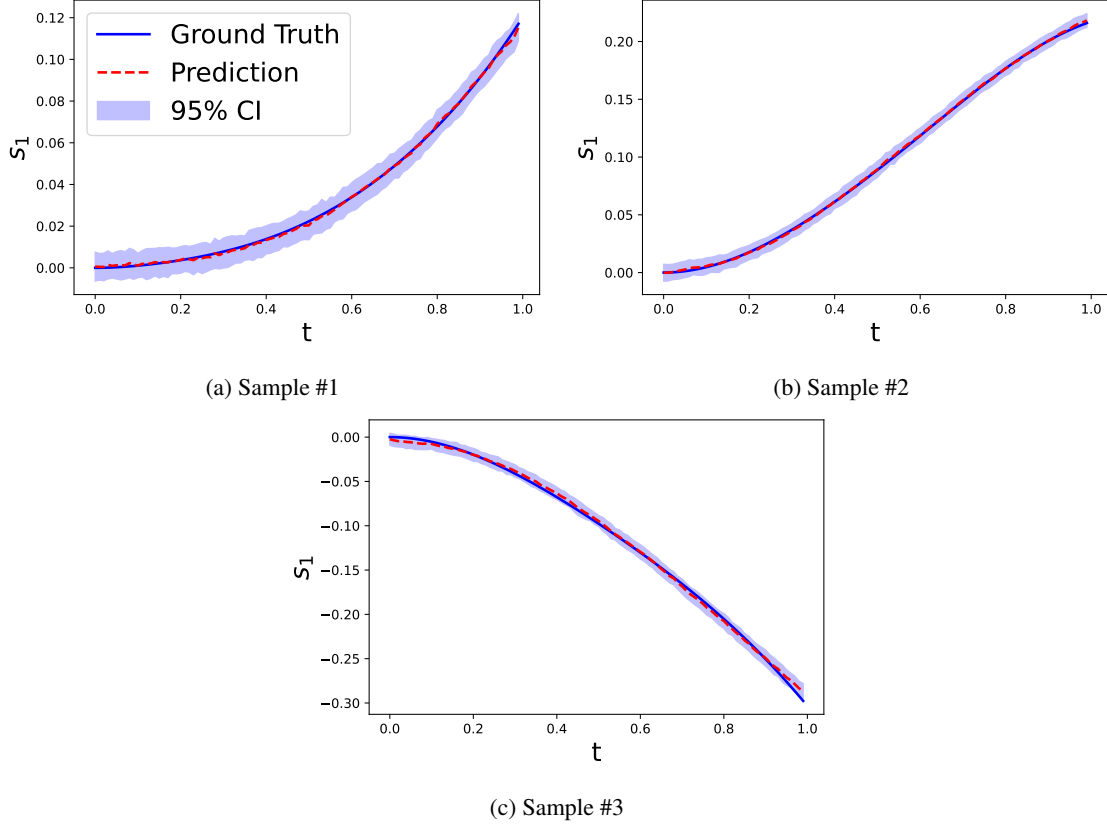 Ground Truth
Prediction
95% CI
0.12
0.10
0.08
0.06
0.04
0.02
0.00
s1
0.0 0.2 0.4 0.6 0.8 1.0
t
(a) Sample #1
0.20
0.15
0.10
0.05
0.00
s1
0.0 0.2 0.4 0.6 0.8 1.0
t
(b) Sample #2
0.00
−0.05
−0.10
−0.15
−0.20
−0.25
−0.30
s1
0.0 0.2 0.4 0.6 0.8 1.0
t
(c) Sample #3